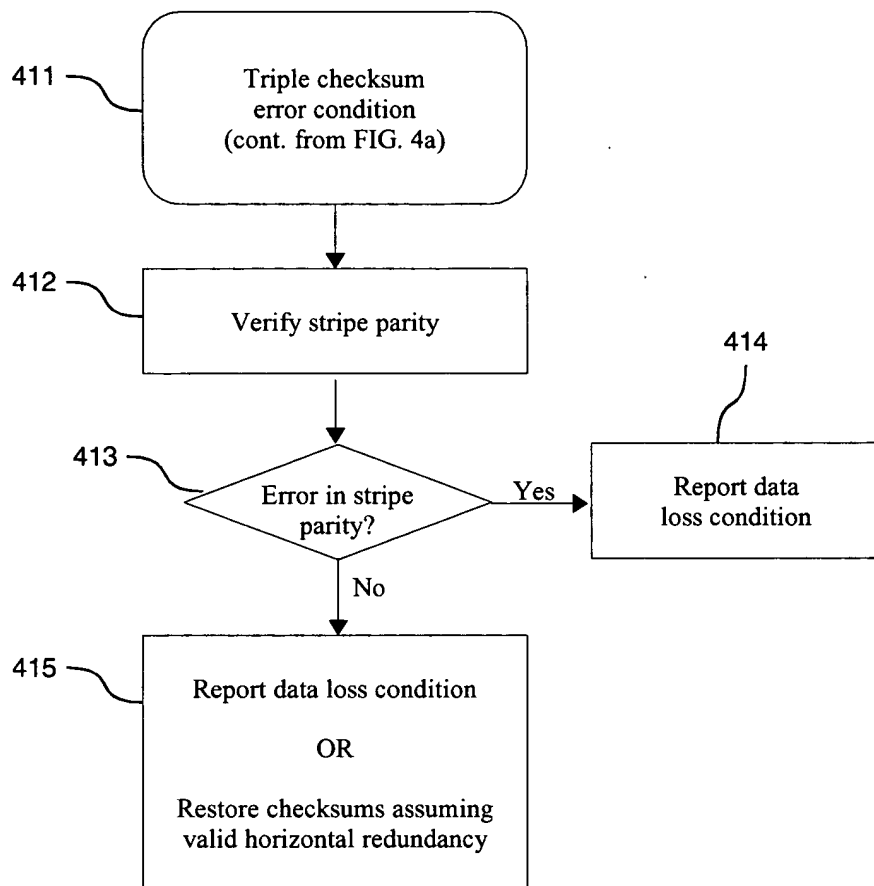 411
Triple checksum
error condition
(cont. from FIG. 4a)
412
Verify stripe parity
414
413
Error in stripe
parity?
Yes
Report data
loss condition
No
415
Report data loss condition
OR
Restore checksums assuming
valid horizontal redundancy